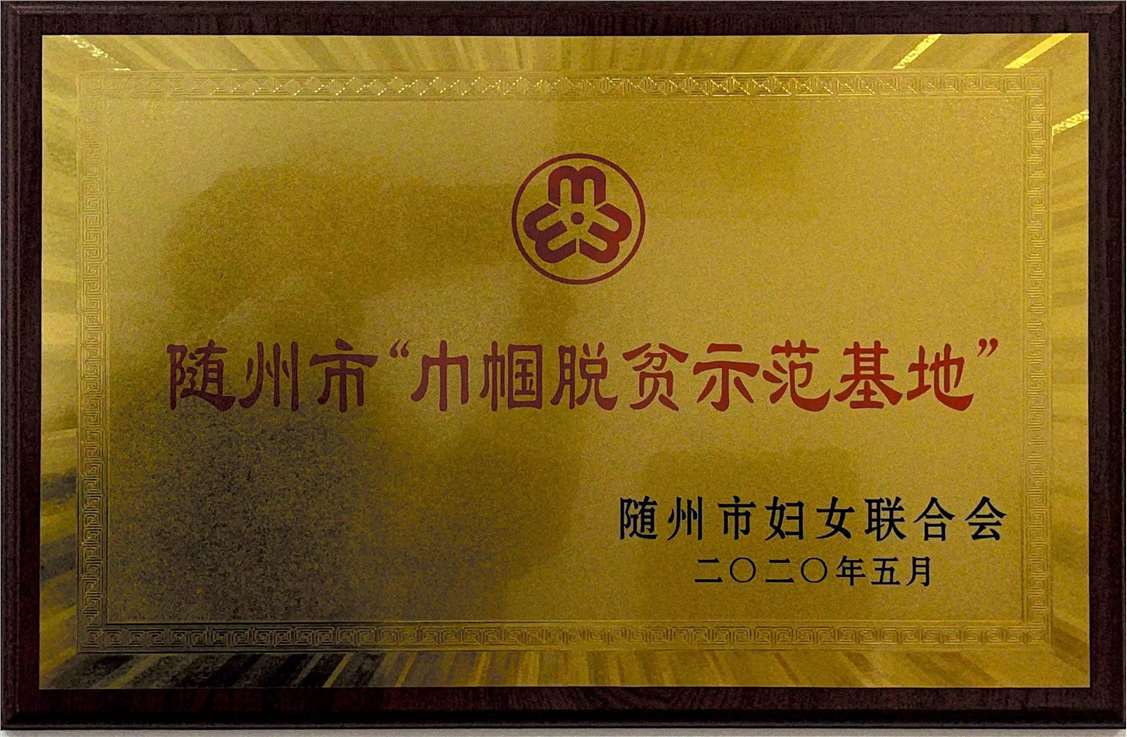 随州市“巾帼脱贫示范基地”
随州市妇女联合会
二〇二〇年五月